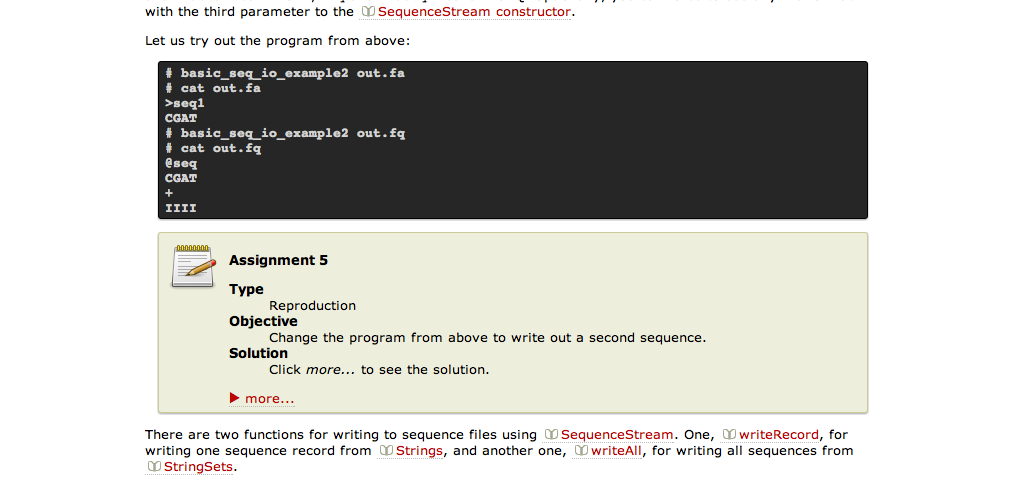 with the third parameter to the SequenceStream constructor.
Let us try out the program from above:
# basic_seq_io_example2 out.fa
# cat out.fa
>seq1
CGAT
# basic_seq_io_example2 out.fq
# cat out.fq
@seq
CGAT
+
IIII
Assignment 5
Type
Reproduction
Objective
Change the program from above to write out a second sequence.
Solution
Click more... to see the solution.
more...
There are two functions for writing to sequence files using SequenceStream. One, writeRecord, for
writing one sequence record from Strings, and another one, writeAll, for writing all sequences from
StringSets.